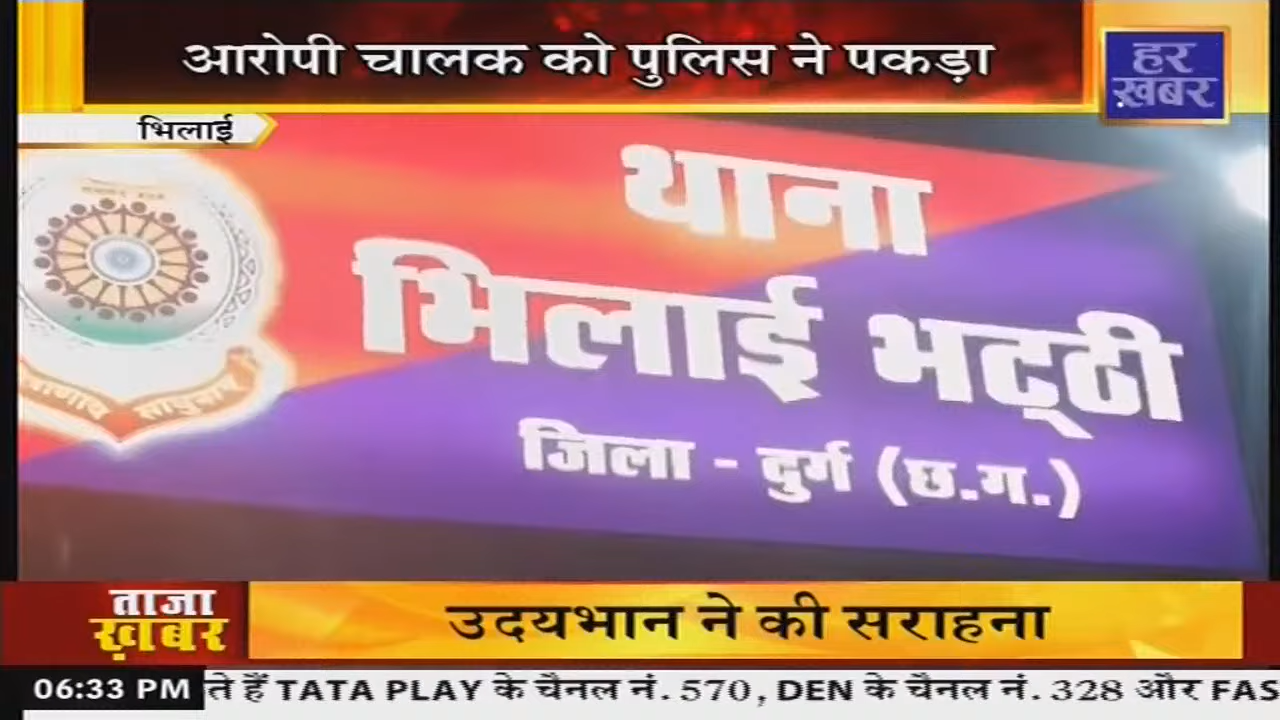 आरोपी चालक को पुलिस ने पकड़ा
हर
ख़बर
भिलाई
थाना
भिलाई भट्ठी
जिला - दुर्ग (छ.ग.)
ताजा
ख़बर
उदयभान ने की सराहना
06:33 PM
ते हैं TATA PLAY के चैनल नं. 570, DEN के चैनल नं. 328 और FAS